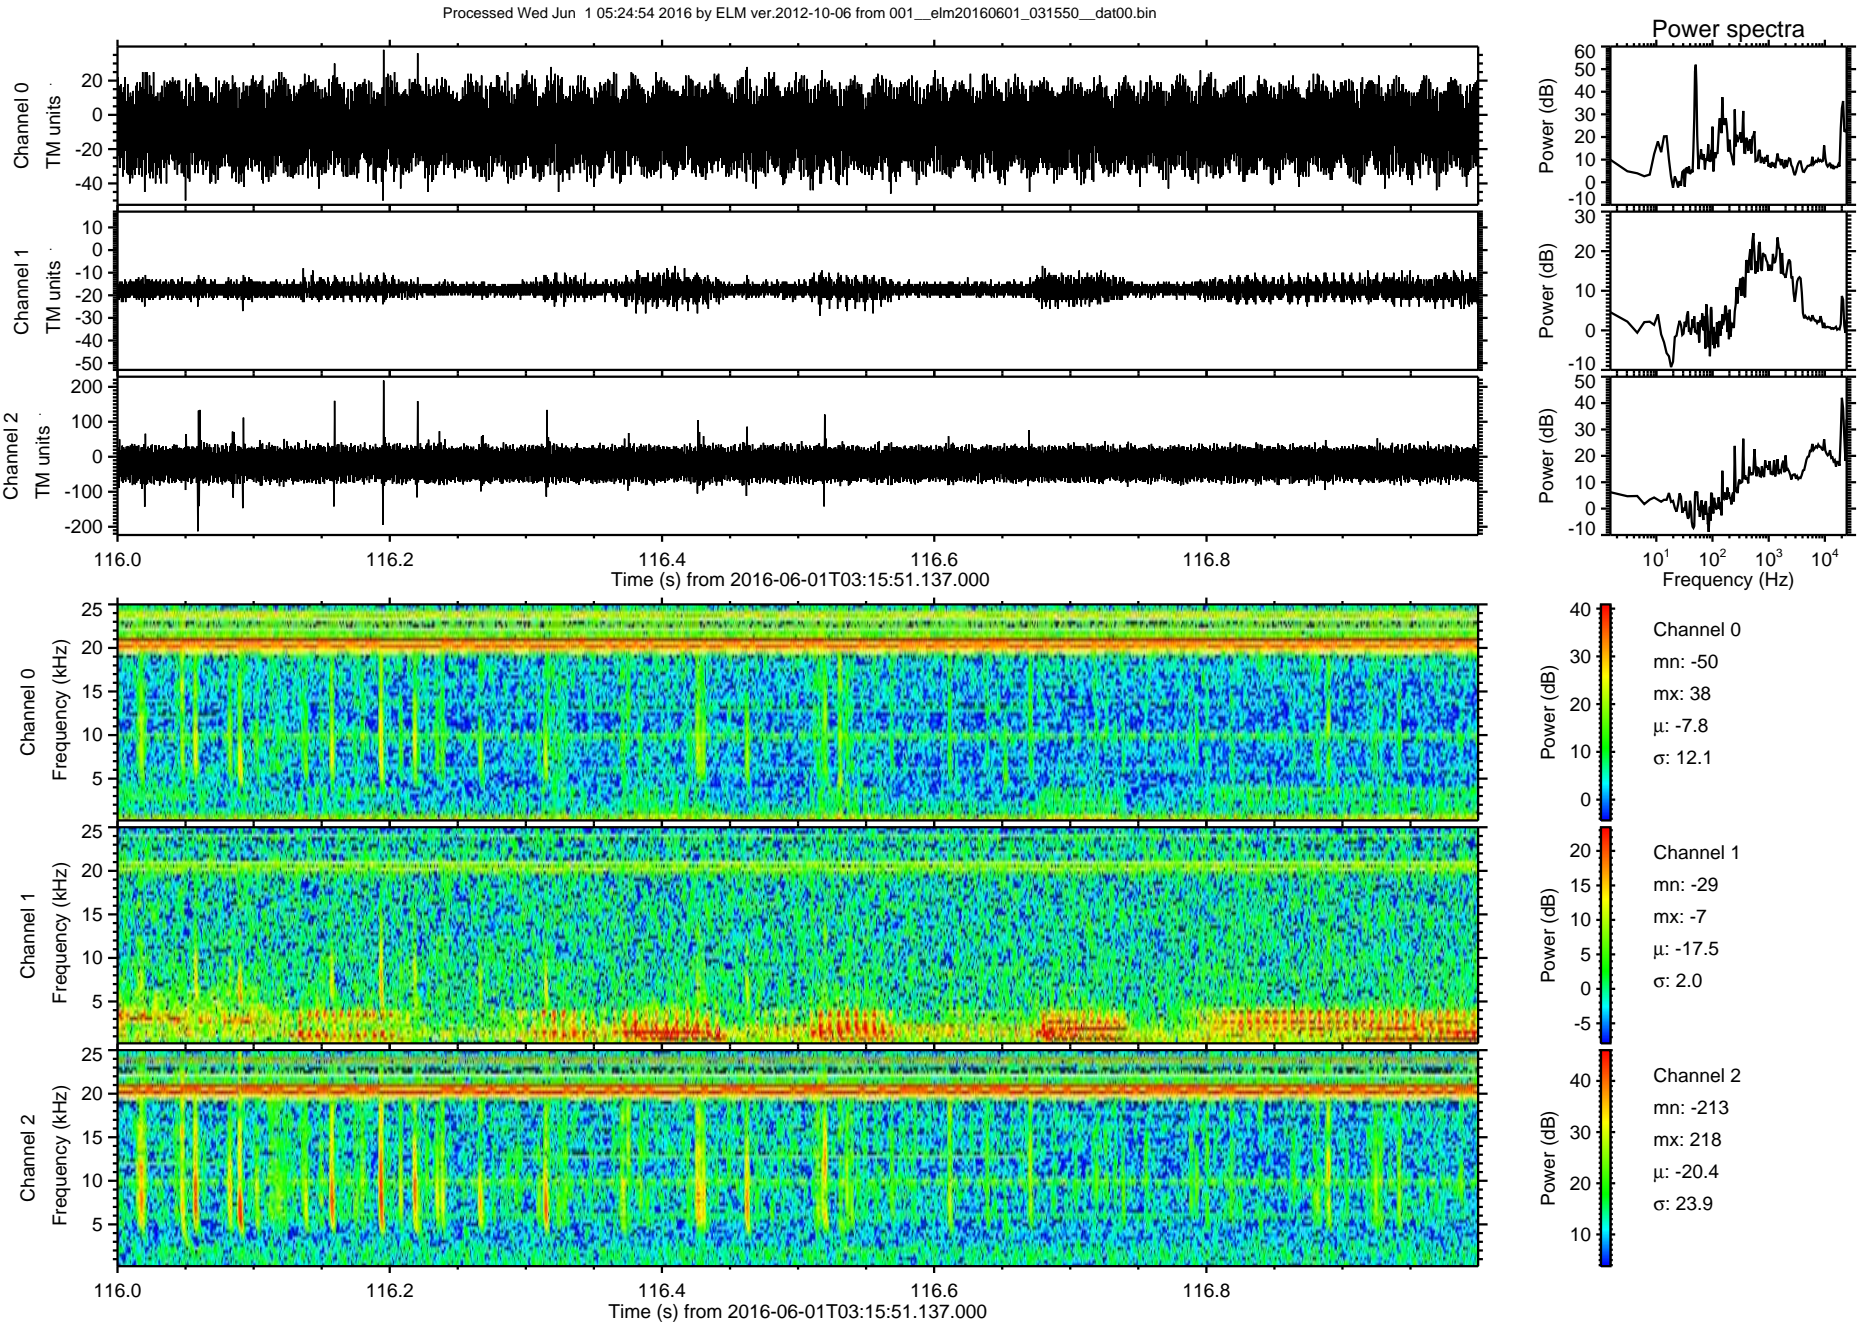 Processed Wed Jun  1 05:24:54 2016 by ELM ver.2012-10-06 from 001__elm20160601_031550__dat00.bin
Power spectra
Channel 0
TM units
20
0
-20
-40
Power (dB)
60
50
40
30
20
10
0
-10
Channel 1
TM units
10
0
-10
-20
-30
-40
-50
Power (dB)
30
20
10
0
-10
Channel 2
TM units
200
100
0
-100
-200
Power (dB)
50
40
30
20
10
0
-10
116.0 116.2 116.4 116.6 116.8
Time (s) from 2016-06-01T03:15:51.137.000
10^1 10^2 10^3 10^4
Frequency (Hz)
Channel 0
Frequency (kHz)
25
20
15
10
5
Power (dB)
40
30
20
10
0
Channel 0
mn: -50
mx: 38
μ: -7.8
σ: 12.1
Channel 1
Frequency (kHz)
25
20
15
10
5
Power (dB)
20
15
10
5
0
-5
Channel 1
mn: -29
mx: -7
μ: -17.5
σ: 2.0
Channel 2
Frequency (kHz)
25
20
15
10
5
Power (dB)
40
30
20
10
Channel 2
mn: -213
mx: 218
μ: -20.4
σ: 23.9
116.0 116.2 116.4 116.6 116.8
Time (s) from 2016-06-01T03:15:51.137.000